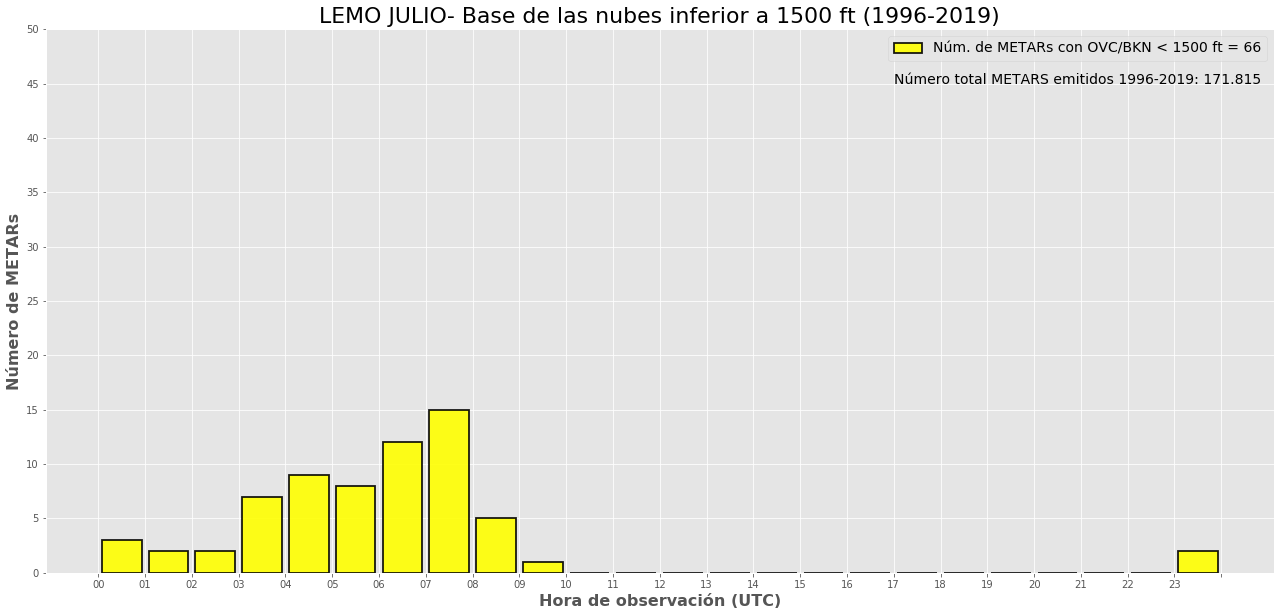 LEMO JULIO- Base de las nubes inferior a 1500 ft (1996-2019)
Núm. de METARs con OVC/BKN < 1500 ft = 66
Número total METARS emitidos 1996-2019: 171.815
Número de METARs
50
45
40
35
30
25
20
15
10
5
0
00 01 02 03 04 05 06 07 08 09 10 11 12 13 14 15 16 17 18 19 20 21 22 23
Hora de observación (UTC)